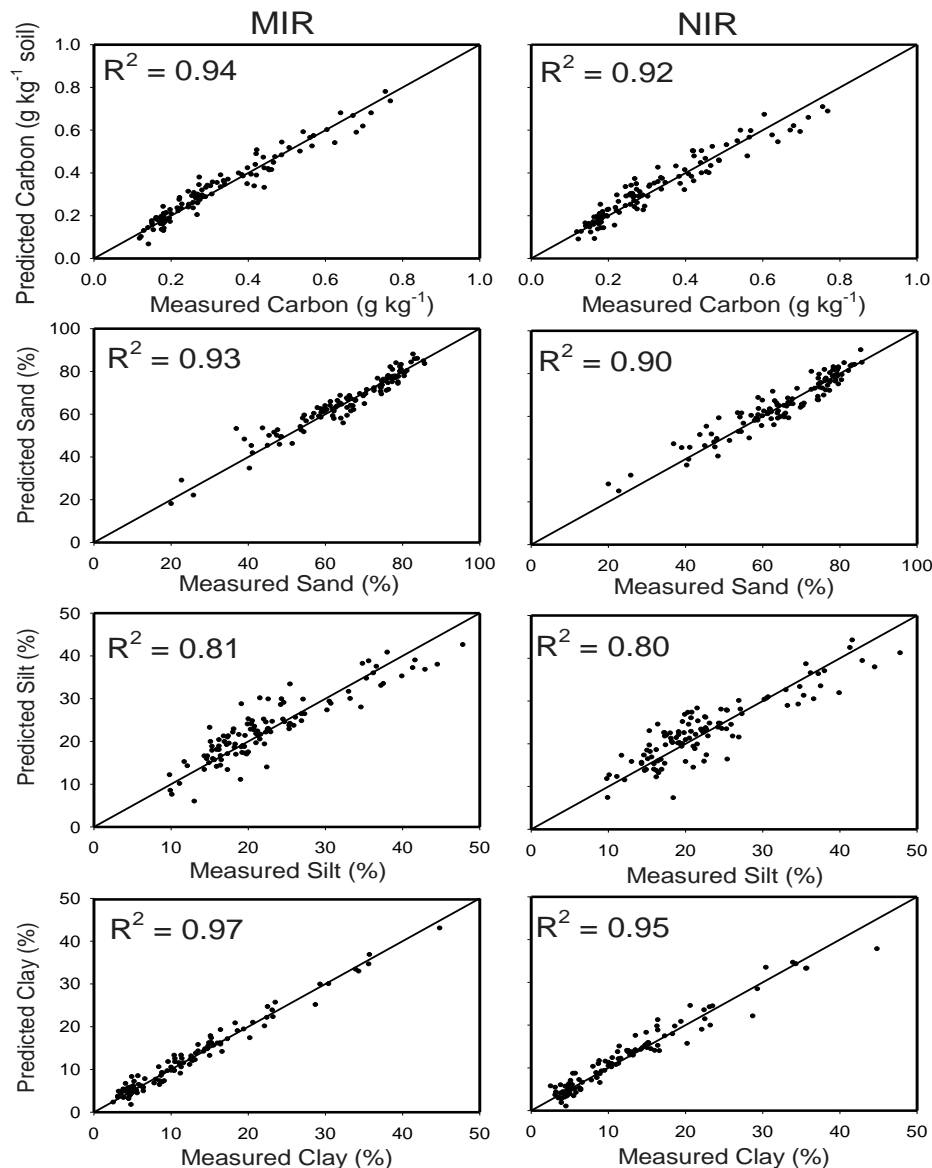 MIR
NIR
Predicted Carbon (g kg⁻¹ soil)
1.0
0.8
0.6
0.4
0.2
0.0
R² = 0.94
0.0 0.2 0.4 0.6 0.8 1.0
Measured Carbon (g kg⁻¹)
R² = 0.92
0.0 0.2 0.4 0.6 0.8 1.0
Measured Carbon (g kg⁻¹)
Predicted Sand (%)
100
80
60
40
20
0
R² = 0.93
0 20 40 60 80 100
Measured Sand (%)
R² = 0.90
0 20 40 60 80 100
Measured Sand (%)
Predicted Silt (%)
50
40
30
20
10
0
R² = 0.81
0 10 20 30 40 50
Measured Silt (%)
R² = 0.80
0 10 20 30 40 50
Measured Silt (%)
Predicted Clay (%)
50
40
30
20
10
0
R² = 0.97
0 10 20 30 40 50
Measured Clay (%)
R² = 0.95
0 10 20 30 40 50
Measured Clay (%)